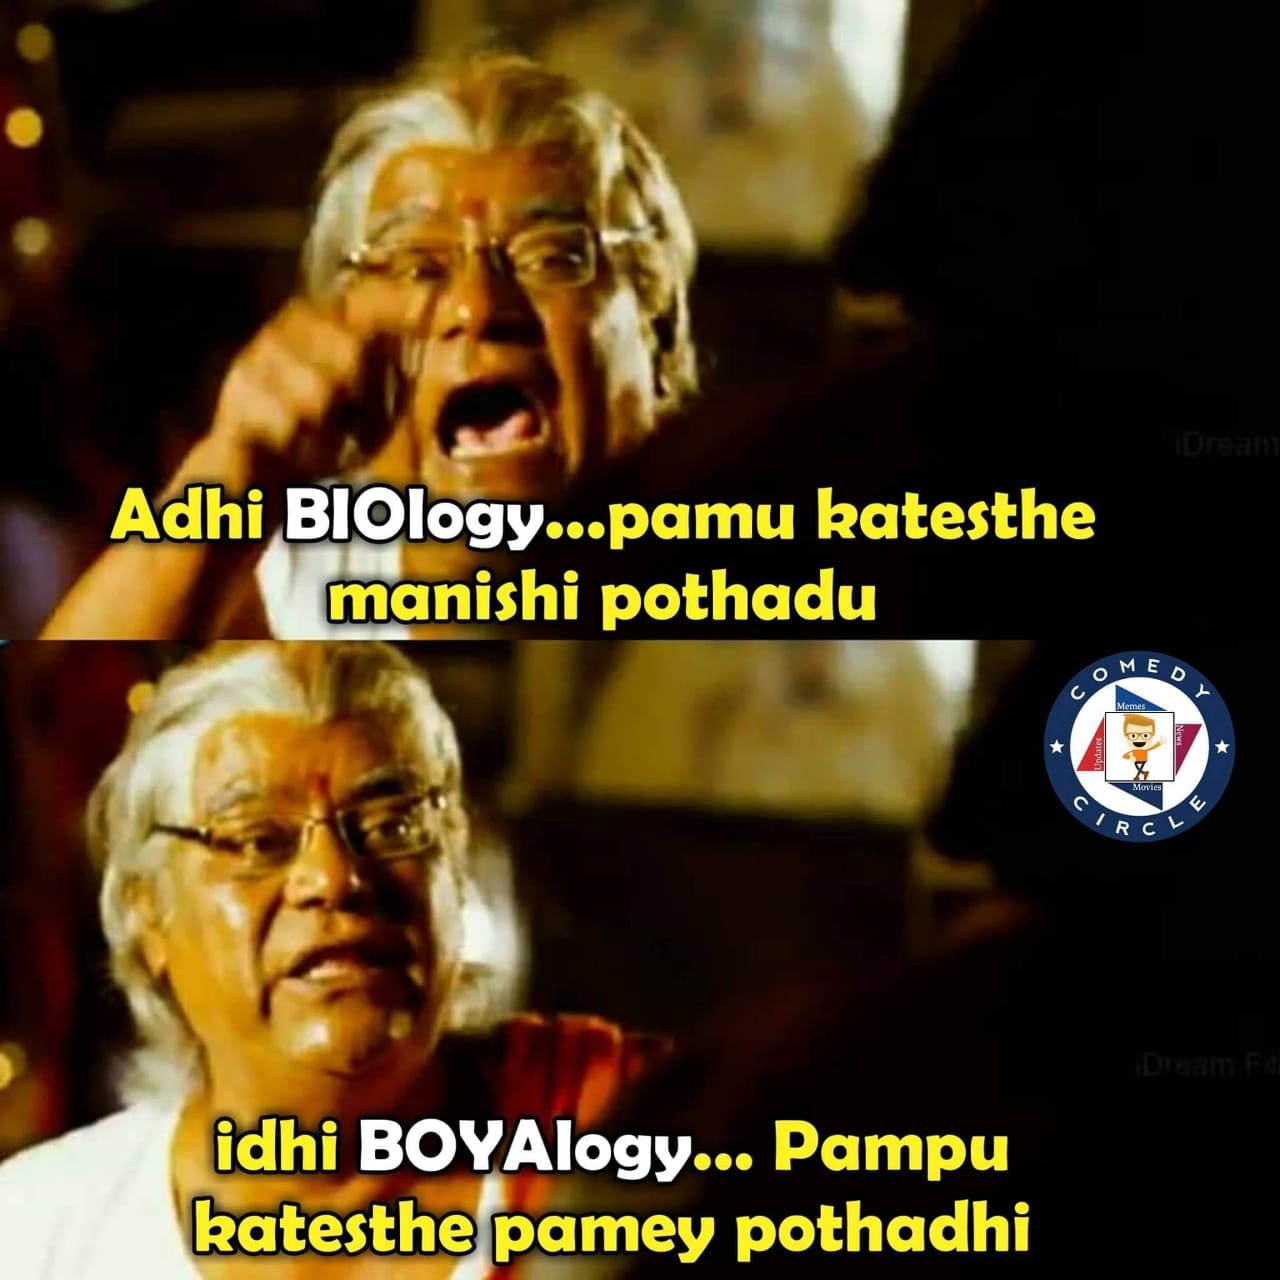 iDream
Adhi BIOlogy...pamu katesthe
manishi pothadu
COMEDY
Memes
News
Updates
Movies
CIRCLE
iDream Fil
idhi BOYAlogy... Pampu
katesthe pamey pothadhi